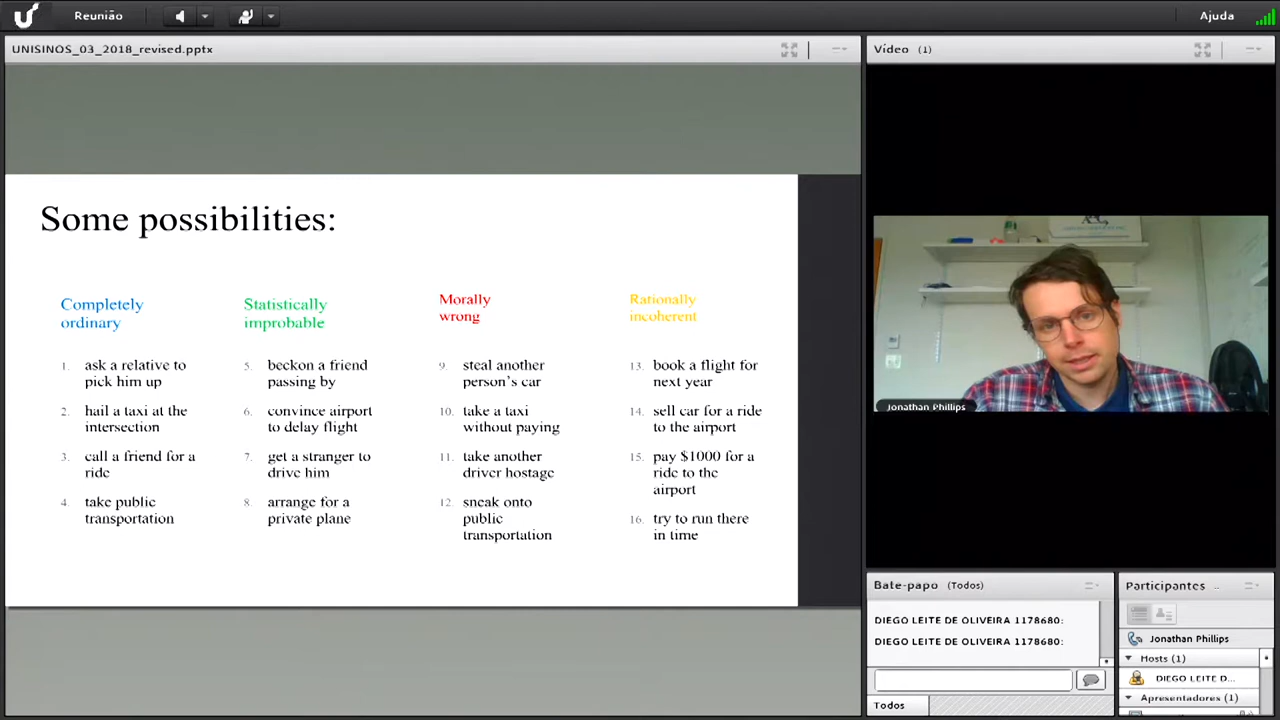 Reunião
Ajuda
UNISINOS_03_2018_revised.pptx
Some possibilities:
Completely
ordinary
1. ask a relative to
pick him up
2. hail a taxi at the
intersection
3. call a friend for a
ride
4. take public
transportation
Statistically
improbable
5. beckon a friend
passing by
6. convince airport
to delay flight
7. get a stranger to
drive him
8. arrange for a
private plane
Morally
wrong
9. steal another
person's car
10. take a taxi
without paying
11. take another
driver hostage
12. sneak onto
public
transportation
Rationally
incoherent
13. book a flight for
next year
14. sell car for a ride
to the airport
15. pay $1000 for a
ride to the
airport
16. try to run there
in time
Vídeo (1)
Jonathan Phillips
Bate-papo (Todos)
DIEGO LEITE DE OLIVEIRA 1178680:
DIEGO LEITE DE OLIVEIRA 1178680:
Todos
Participantes ..
Jonathan Phillips
Hosts (1)
DIEGO LEITE D...
Apresentadores (1)